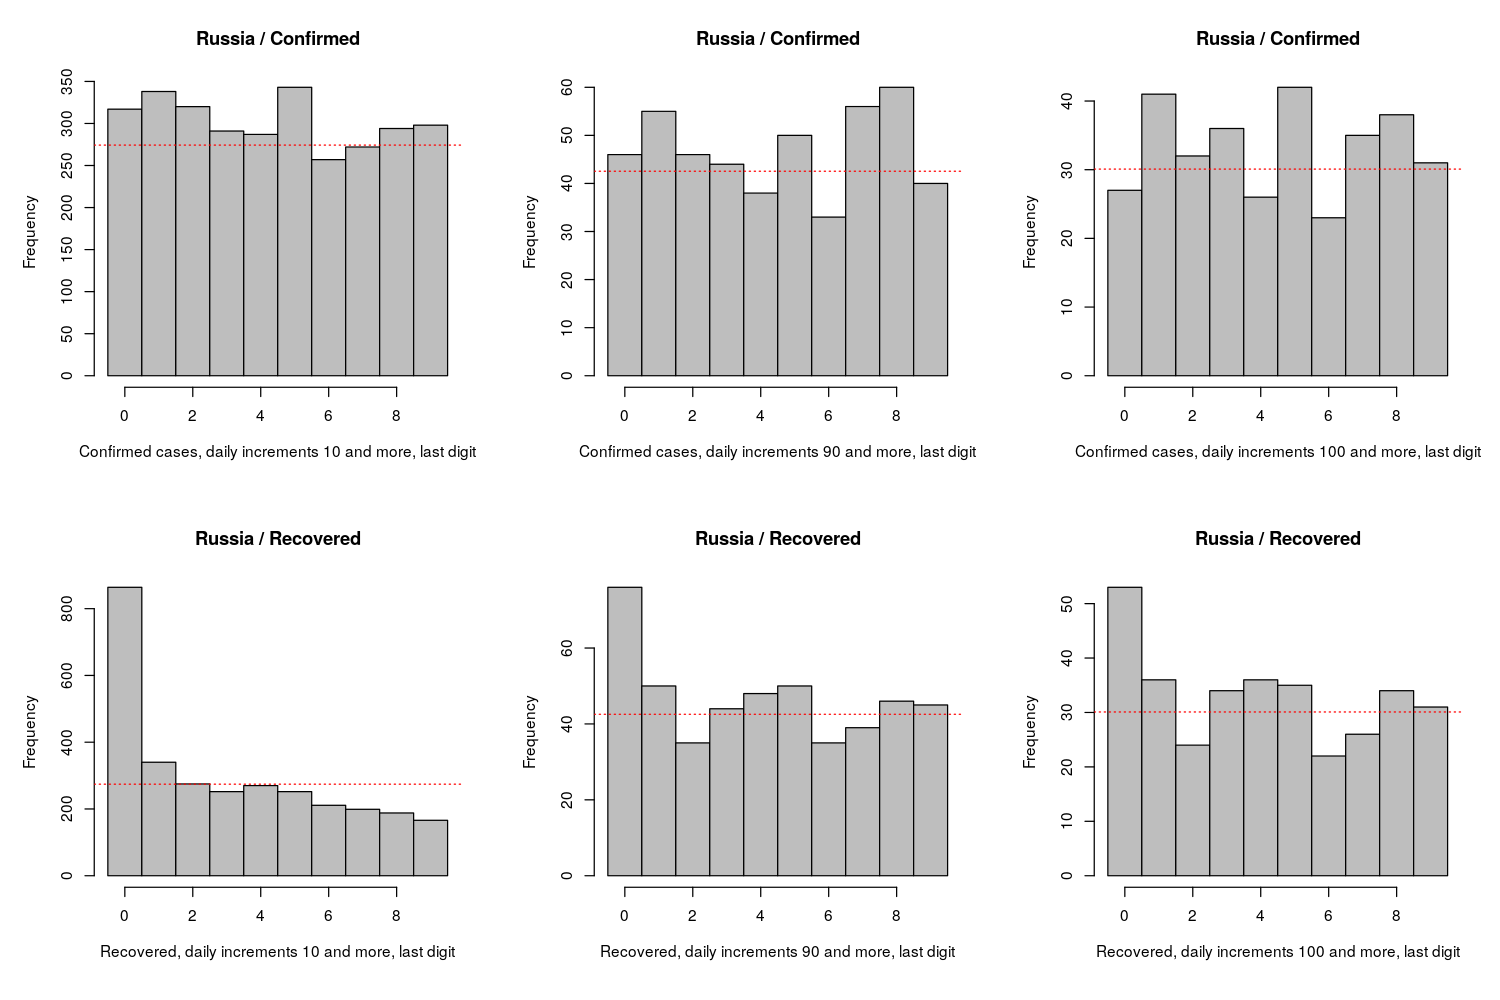 Russia / Confirmed
Frequency
0 50 100 150 200 250 300 350
0 2 4 6 8
Confirmed cases, daily increments 10 and more, last digit
Russia / Confirmed
Frequency
0 10 20 30 40 50 60
0 2 4 6 8
Confirmed cases, daily increments 90 and more, last digit
Russia / Confirmed
Frequency
0 10 20 30 40
0 2 4 6 8
Confirmed cases, daily increments 100 and more, last digit
Russia / Recovered
Frequency
0 200 400 600 800
0 2 4 6 8
Recovered, daily increments 10 and more, last digit
Russia / Recovered
Frequency
0 20 40 60
0 2 4 6 8
Recovered, daily increments 90 and more, last digit
Russia / Recovered
Frequency
0 10 20 30 40 50
0 2 4 6 8
Recovered, daily increments 100 and more, last digit